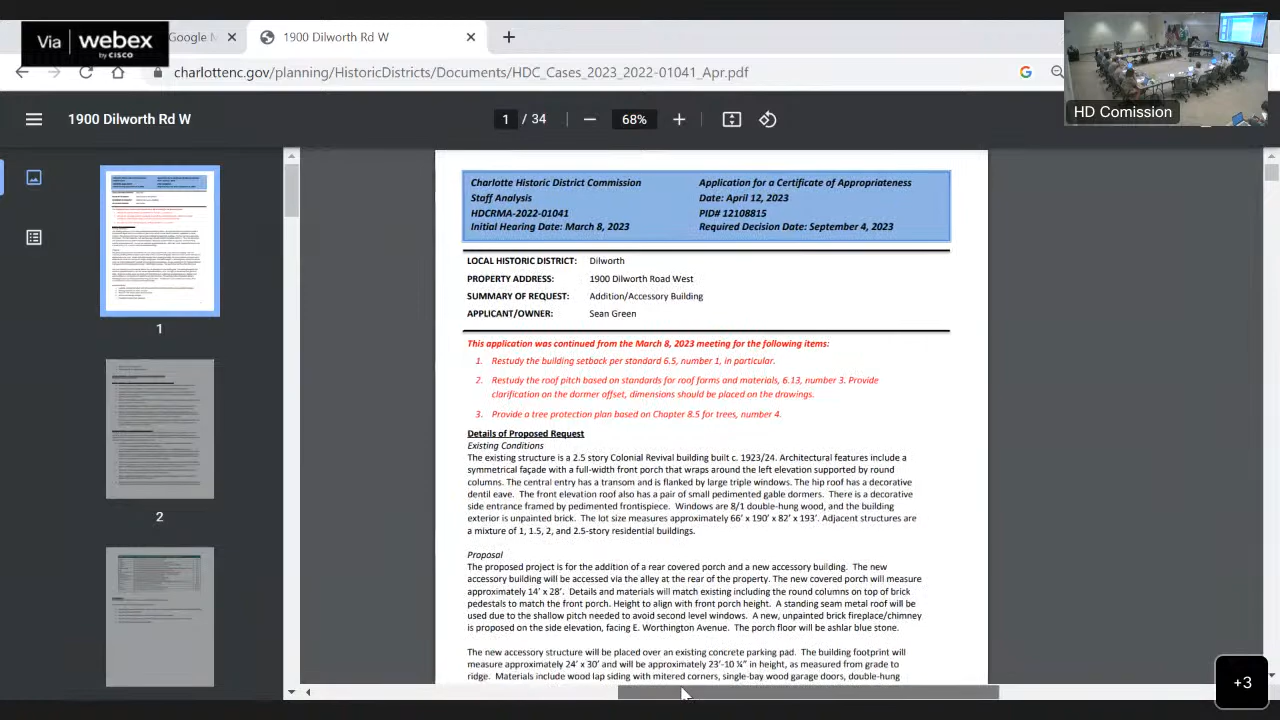 Via webex by CISCO
Google M
1900 Dilworth Rd W
charlottenc.gov/planning/HistoricDistricts/Documents/HDC_Cases_2023_2022-01041_Apr.pdf
HD Comission
1900 Dilworth Rd W
1 / 34
68%
Charlotte Historic District Commission
Application for a Certificate of Appropriateness
Staff Analysis
Date: April 12, 2023
HDCRMA-2022-01041
PID# 12108815
Initial Hearing Date: March 8, 2023
Required Decision Date: September 4, 2023
LOCAL HISTORIC DISTRICT: Dilworth
PROPERTY ADDRESS: 1900 Dilworth Road West
SUMMARY OF REQUEST: Addition/Accessory Building
APPLICANT/OWNER: Sean Green
This application was continued from the March 8, 2023 meeting for the following items:
1. Restudy the building setback per standard 6.5, number 1, in particular.
2. Restudy the roof pitch based on standards for roof forms and materials, 6.13, number 3. Provide
clarification on the dormer offset, dimensions should be placed on the drawings.
3. Provide a tree protection plan based on Chapter 8.5 for trees, number 4.
Details of Proposed Request
Existing Conditions
The existing structure is a 2.5 story Colonial Revival building built c. 1923/24. Architectural features include a
symmetrical façade with a full-width front porch that wraps around the left elevation supported by round
columns. The central entry has a transom and is flanked by large triple windows. The hip roof has a decorative
dentil eave. The front elevation roof also has a pair of small pedimented gable dormers. There is a decorative
side entrance framed by pedimented frontispiece. Windows are 8/1 double-hung wood, and the building
exterior is unpainted brick. The lot size measures approximately 66' x 190' x 82' x 193'. Adjacent structures are
a mixture of 1, 1.5, 2, and 2.5-story residential buildings.
Proposal
The proposed project is for the addition of a rear covered porch and a new accessory building. The new
accessory building will be accessed via the alley at the rear of the property. The new covered porch will measure
approximately 14' x 28'. Details and materials will match existing including the round columns on top of brick
pedestals to match the front porch. Height to align with front porch height. A standing seam metal roof will be
used due to the shallow pitch needed to avoid second level windows. A new, unpainted brick fireplace/chimney
is proposed on the side elevation, facing E. Worthington Avenue. The porch floor will be ashlar blue stone.
The new accessory structure will be placed over an existing concrete parking pad. The building footprint will
measure approximately 24' x 30' and will be approximately 23'-10 ¼" in height, as measured from grade to
ridge. Materials include wood lap siding with mitered corners, single-bay wood garage doors, double-hung
1
2
+3